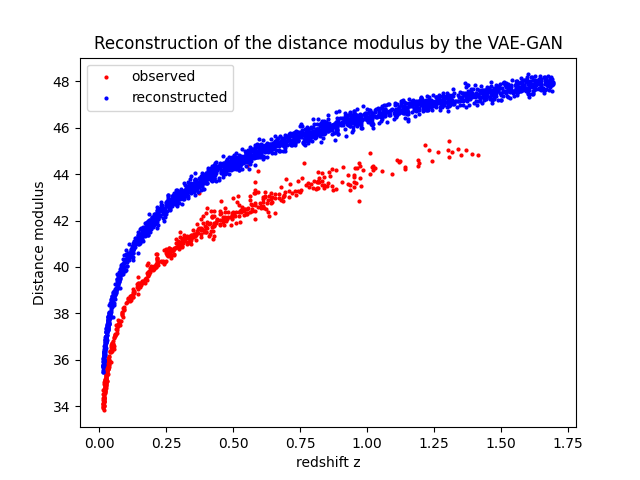 Reconstruction of the distance modulus by the VAE-GAN
observed
reconstructed
48
46
44
42
40
38
36
34
Distance modulus
0.00 0.25 0.50 0.75 1.00 1.25 1.50 1.75
redshift z